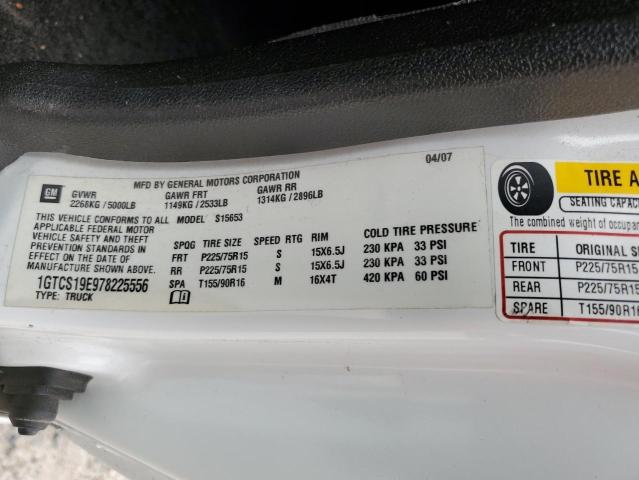 GM
MFD BY GENERAL MOTORS CORPORATION
04/07
GVWR GAWR FRT GAWR RR
2268KG / 5000LB 1149KG / 2533LB 1314KG / 2896LB
THIS VEHICLE CONFORMS TO ALL MODEL S15653
APPLICABLE FEDERAL MOTOR
VEHICLE SAFETY AND THEFT
PREVENTION STANDARDS IN
EFFECT ON THE DATE OF
MANUFACTURE SHOWN ABOVE.
COLD TIRE PRESSURE
SPQG TIRE SIZE SPEED RTG RIM
FRT P225/75R15 S 15X6.5J 230 KPA 33 PSI
RR P225/75R15 S 15X6.5J 230 KPA 33 PSI
SPA T155/90R16 M 16X4T 420 KPA 60 PSI
1GTCS19E978225556
TYPE: TRUCK
TIRE A
SEATING CAPACITY
The combined weight of occupan
TIRE ORIGINAL S
FRONT P225/75R15
REAR P225/75R15
SPARE T155/90R16